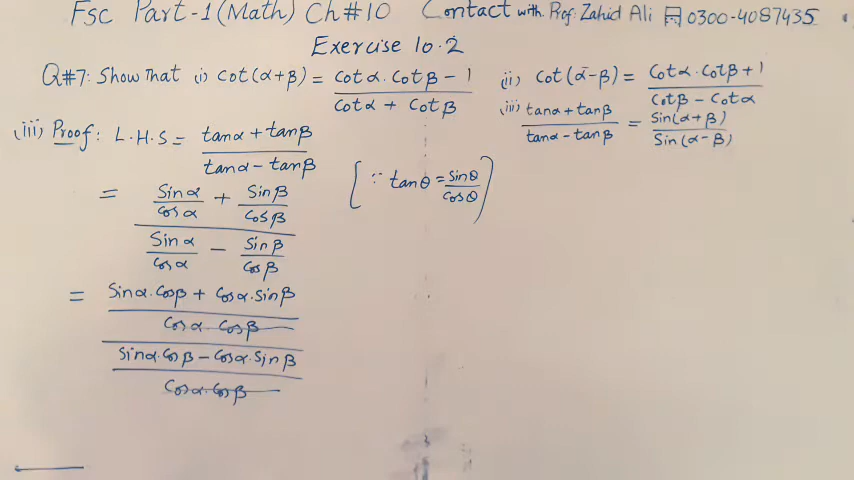 Fsc Part-1 (Math) Ch#10 Contact with Prof: Zahid Ali 0300-4087435
Exercise 10.2
Q#7: Show that (i) Cot(α+β) = (Cotα . Cotβ - 1)/(Cotα + Cotβ) (ii) Cot(α-β) = (Cotα . Cotβ + 1)/(Cotβ - Cotα)
(iii) (tanα + tanβ)/(tanα - tanβ) = Sin(α+β)/Sin(α-β)
(iii) Proof: L.H.S = (tanα + tanβ)/(tanα - tanβ)
= (Sinα/Cosα + Sinβ/Cosβ)/(Sinα/Cosα - Sinβ/Cosβ) [∵ tanθ = Sinθ/Cosθ)
= ((Sinα.Cosβ + Cosα.Sinβ)/(Cosα.Cosβ))/((Sinα.Cosβ - Cosα.Sinβ)/(Cosα.Cosβ))